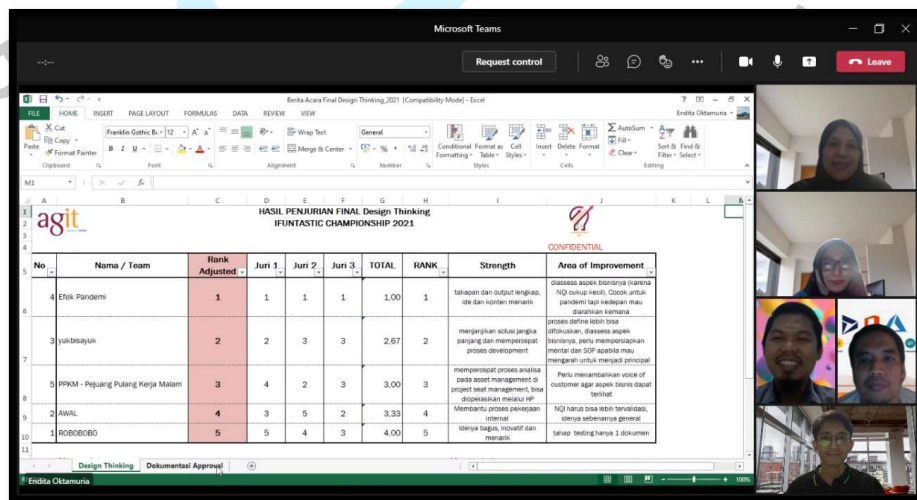 Microsoft Teams
--:--
Request control
Leave
Berita Acara Final Design Thinking_2021 [Compatibility Mode] - Excel
FILE HOME INSERT PAGE LAYOUT FORMULAS DATA REVIEW VIEW
Endita Oktamuria
Cut
Copy
Format Painter
Paste
Franklin Gothic B 12
Wrap Text
Merge & Center
General
Conditional Formatting
Format as Table
Cell Styles
Insert Delete Format
AutoSum
Fill
Clear
Sort & Filter
Find & Select
Clipboard Font Alignment Number Styles Cells Editing
M1
A B C D E F G H I J K L
agit
HASIL PENJURIAN FINAL Design Thinking
IFUNTASTIC CHAMPIONSHIP 2021
CONFIDENTIAL
No Nama / Team Rank Adjusted Juri 1 Juri 2 Juri 3 TOTAL RANK Strength Area of Improvement
4 Efek Pandemi 1 1 1 1 1,00 1 tahapan dan output lengkap, ide dan konten menarik diassess aspek bisnisnya (karena NQI cukup kecil), Cocok untuk pandemi tapi kedepan mau diarahkan kemana
3 yukbisayuk 2 2 3 3 2,67 2 menjanjikan solusi jangka panjang dan mempercepat proses development proses define lebih bisa difokuskan, diassess aspek bisnisnya, perlu mempersiapkan mental dan SOP apabila mau mengarah untuk menjadi principal
5 PPKM - Pejuang Pulang Kerja Malam 3 4 2 3 3,00 3 mempercepat proses analisa pada asset management di project seat management, bisa dioperasikan melalui HP Perlu menambahkan voice of customer agar aspek bisnis dapat terlihat
2 AWAL 4 3 5 2 3,33 4 Membantu proses pekerjaan internal NQI harus bisa lebih tervalidasi, idenya sebenarnya general
1 ROBOBOBO 5 5 4 3 4,00 5 idenya bagus, inovatif dan menarik tahap testing hanya 1 dokumen
Design Thinking Dokumentasi Approval
Endita Oktamuria
100%